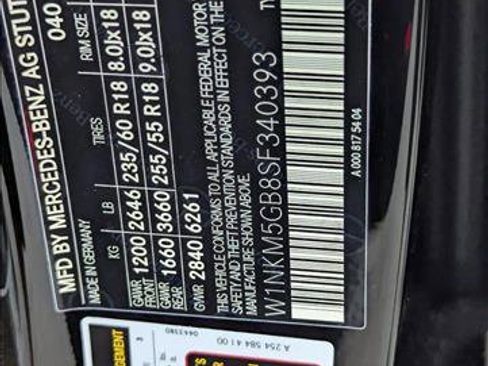 MFD BY MERCEDES-BENZ AG STUT
MADE IN GERMANY 040
KG LB TIRES RIM SIZE
GAWR FRONT 1200 2646 235/60 R18 8.0Jx18
GAWR REAR 1660 3660 255/55 R18 9.0Jx18
GVWR 2840 6261
THIS VEHICLE CONFORMS TO ALL APPLICABLE FEDERAL MOTOR
SAFETY AND THEFT PREVENTION STANDARDS IN EFFECT ON THE
MANUFACTURE SHOWN ABOVE.
W1NKM5GB8SF340393
A 000 817 54 04
A 254 584 41 00